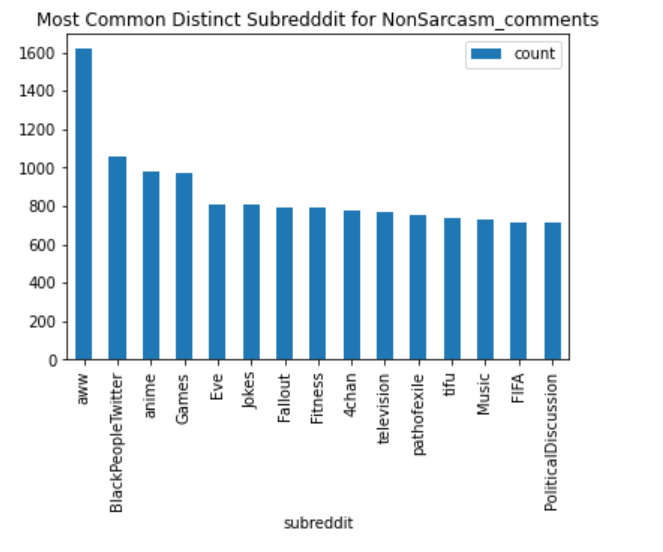 Most Common Distinct Subredddit for NonSarcasm_comments
count
1600
1400
1200
1000
800
600
400
200
0
aww
BlackPeopleTwitter
anime
Games
Eve
Jokes
Fallout
Fitness
4chan
television
pathofexile
tifu
Music
FIFA
PoliticalDiscussion
subreddit